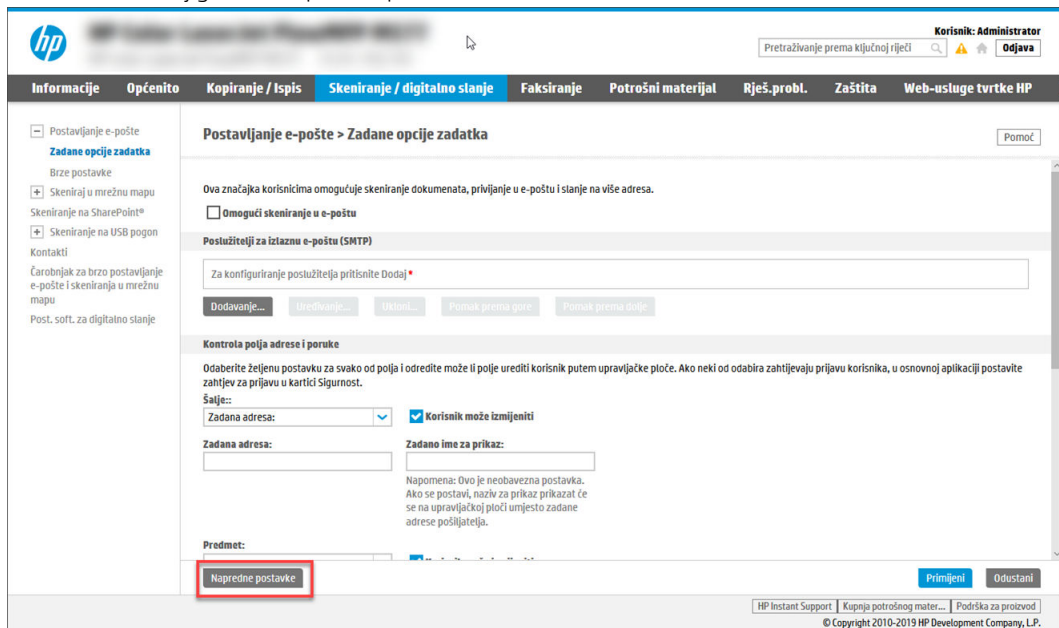 hp
Korisnik: Administrator
Pretraživanje prema ključnoj riječi
Odjava
Informacije Općenito Kopiranje / Ispis Skeniranje / digitalno slanje Faksiranje Potrošni materijal Rješ.probl. Zaštita Web-usluge tvrtke HP
Postavljanje e-pošte
Zadane opcije zadatka
Brze postavke
Skeniraj u mrežnu mapu
Skeniranje na SharePoint®
Skeniranje na USB pogon
Kontakti
Čarobnjak za brzo postavljanje
e-pošte i skeniranja u mrežnu
mapu
Post. soft. za digitalno slanje
Postavljanje e-pošte > Zadane opcije zadatka
Pomoć
Ova značajka korisnicima omogućuje skeniranje dokumenata, privijanje u e-poštu i slanje na više adresa.
Omogući skeniranje u e-poštu
Poslužitelji za izlaznu e-poštu (SMTP)
Za konfiguriranje poslužitelja pritisnite Dodaj *
Dodavanje... Uređivanje... Ukloni... Pomak prema gore Pomak prema dolje
Kontrola polja adrese i poruke
Odaberite željenu postavku za svako od polja i odredite može li polje urediti korisnik putem upravljačke ploče. Ako neki od odabira zahtijevaju prijavu korisnika, u osnovnoj aplikaciji postavite
zahtjev za prijavu u kartici Sigurnost.
Šalje::
Zadana adresa:
Korisnik može izmijeniti
Zadana adresa:
Zadano ime za prikaz:
Napomena: Ovo je neobavezna postavka.
Ako se postavi, naziv za prikaz prikazat će
se na upravljačkoj ploči umjesto zadane
adrese pošiljatelja.
Predmet:
Napredne postavke
Primijeni Odustani
HP Instant Support Kupnja potrošnog mater... Podrška za proizvod
© Copyright 2010-2019 HP Development Company, L.P.